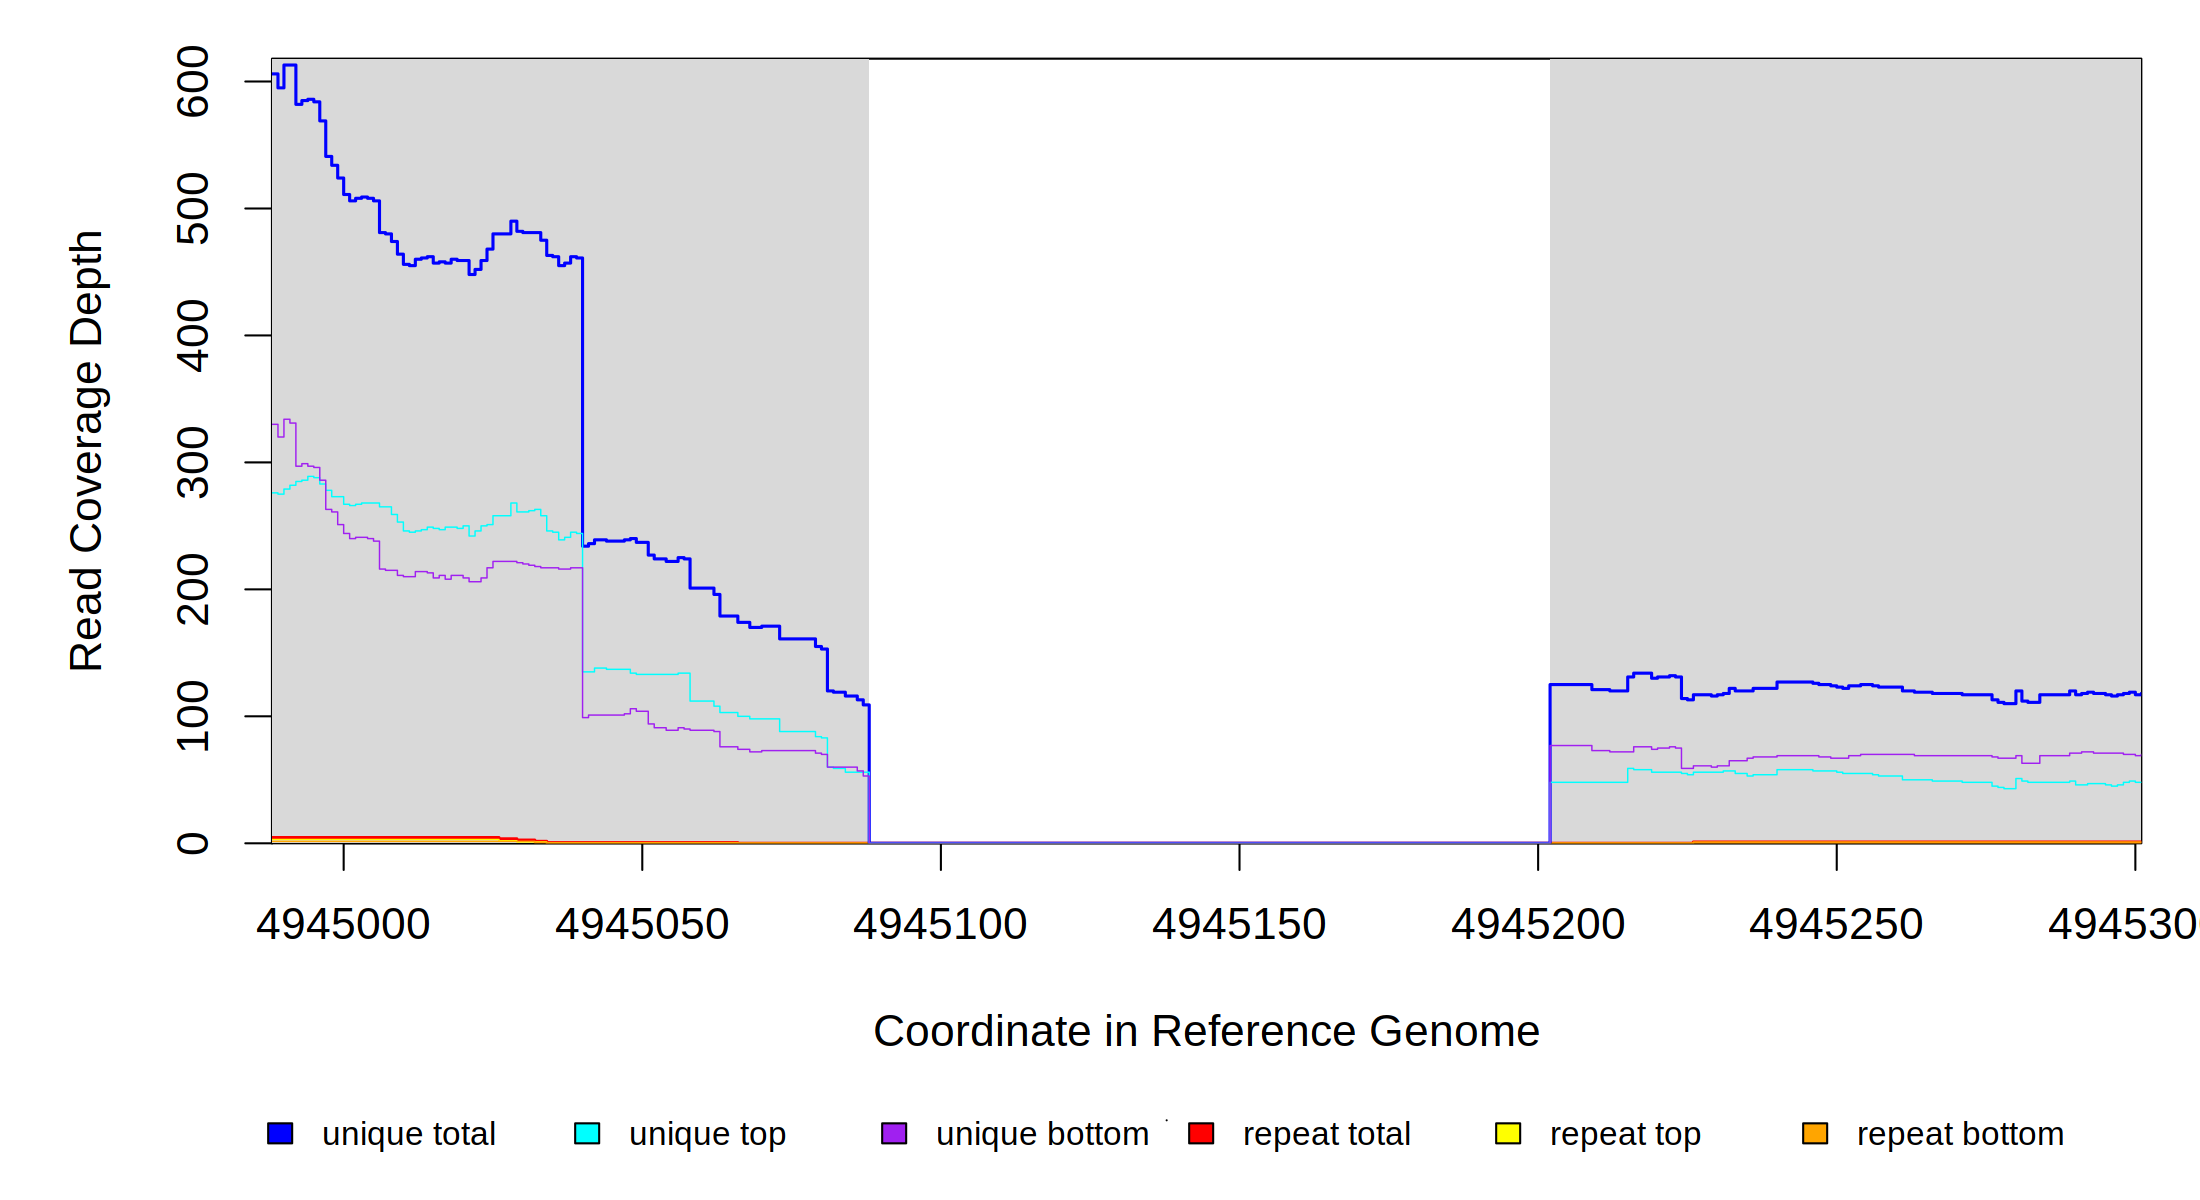 Read Coverage Depth
600
500
400
300
200
100
0
4945000 4945050 4945100 4945150 4945200 4945250 494530
Coordinate in Reference Genome
unique total unique top unique bottom repeat total repeat top repeat bottom